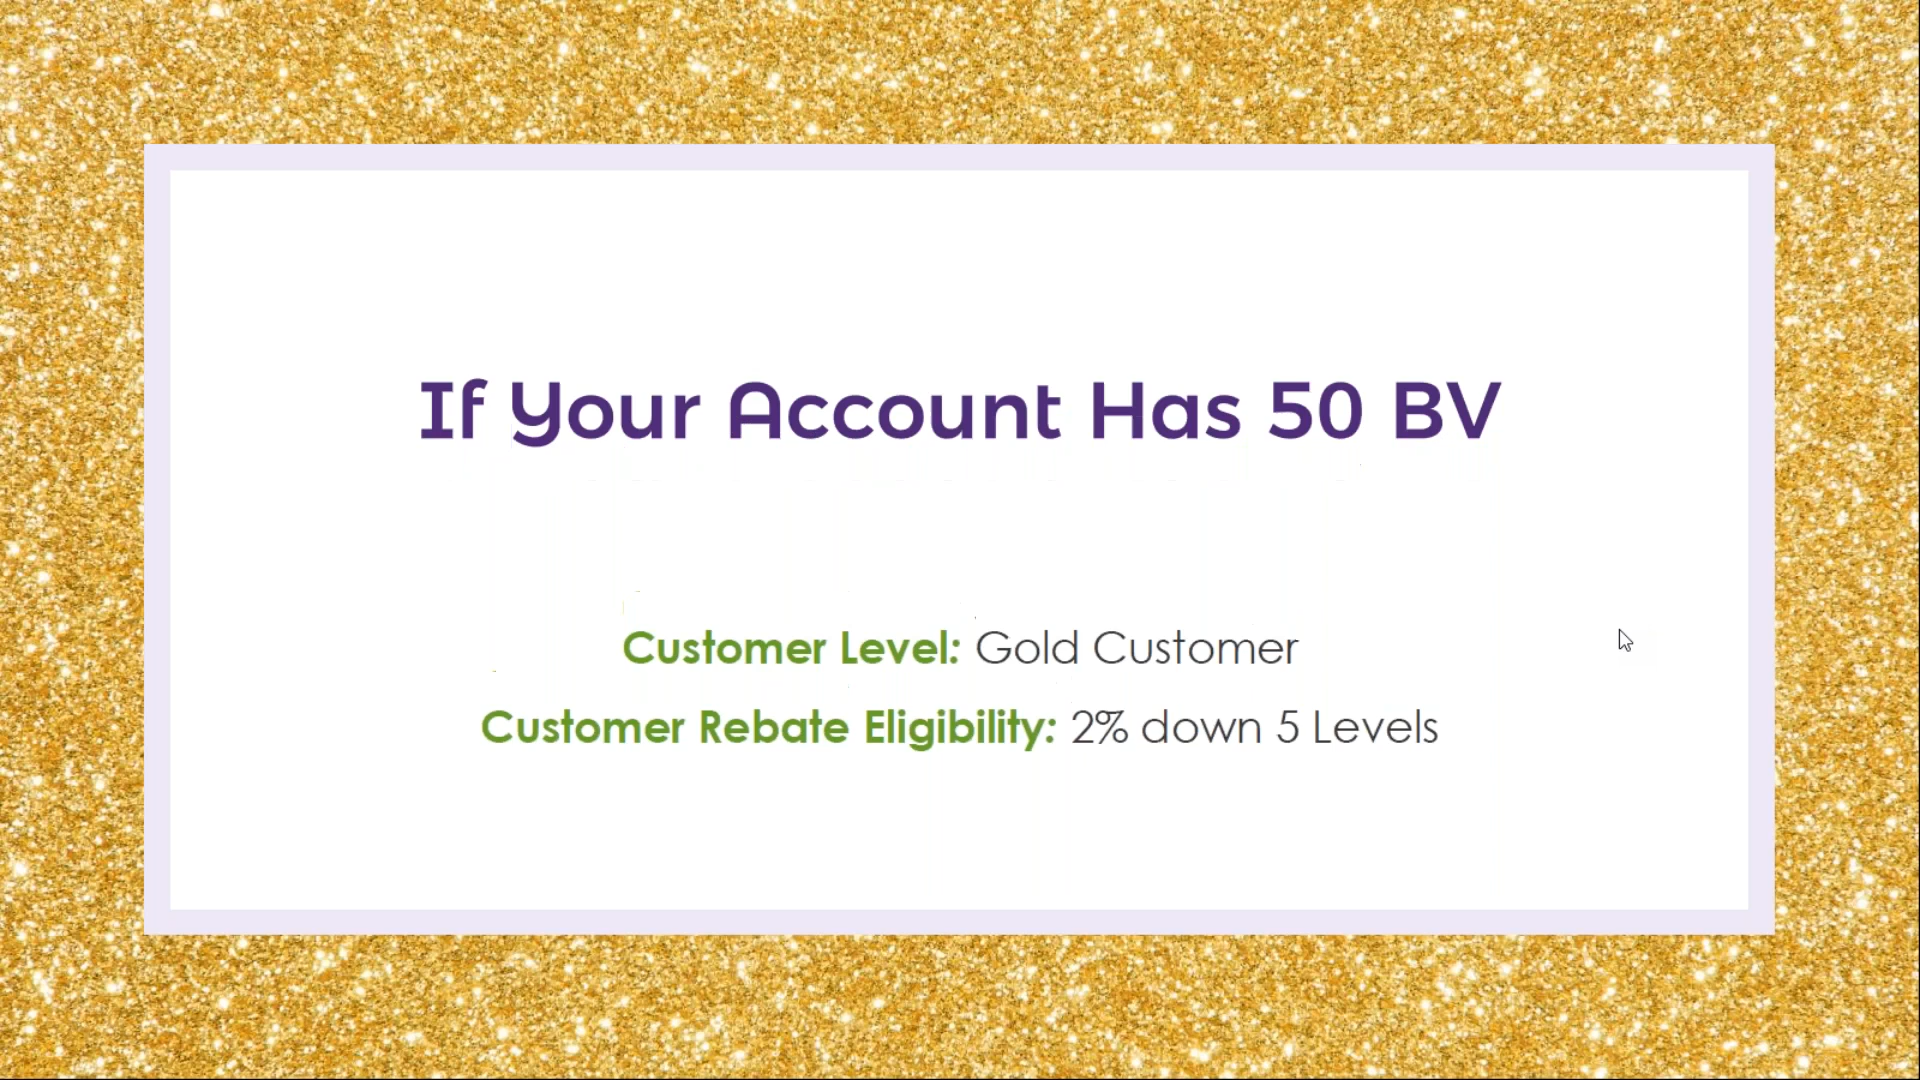 If Your Account Has 50 BV
Customer Level: Gold Customer
Customer Rebate Eligibility: 2% down 5 Levels